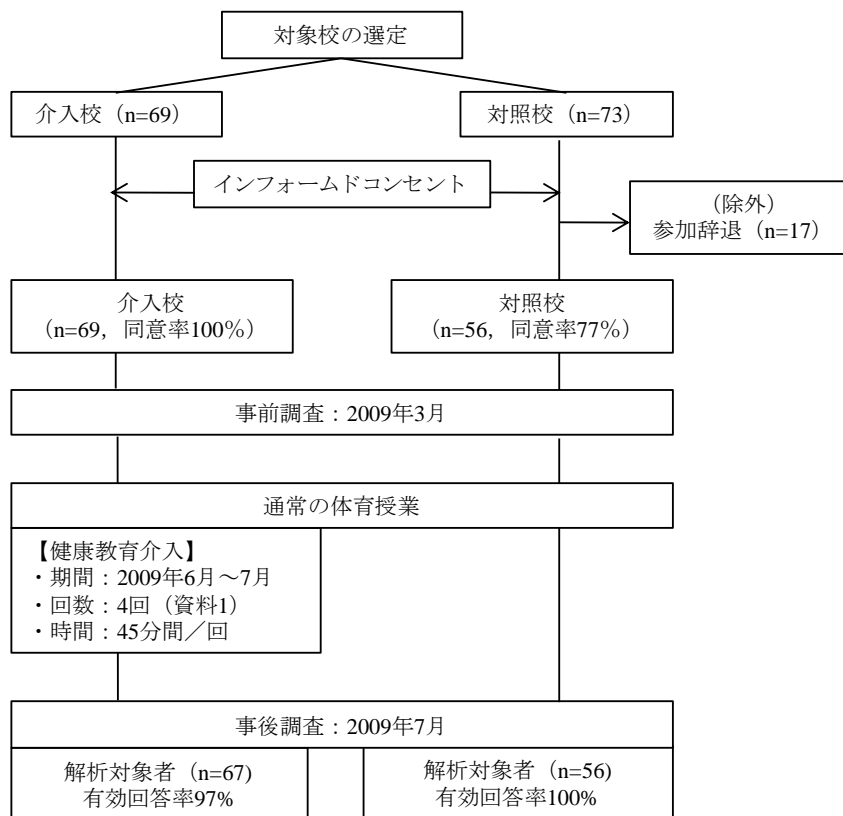 対象校の選定
介入校（n=69）
対照校（n=73）
インフォームドコンセント
（除外）
参加辞退（n=17）
介入校
（n=69，同意率100%）
対照校
（n=56，同意率77%）
事前調査：2009年3月
通常の体育授業
【健康教育介入】
・期間：2009年6月～7月
・回数：4回（資料1）
・時間：45分間／回
事後調査：2009年7月
解析対象者（n=67)
有効回答率97%
解析対象者（n=56)
有効回答率100%